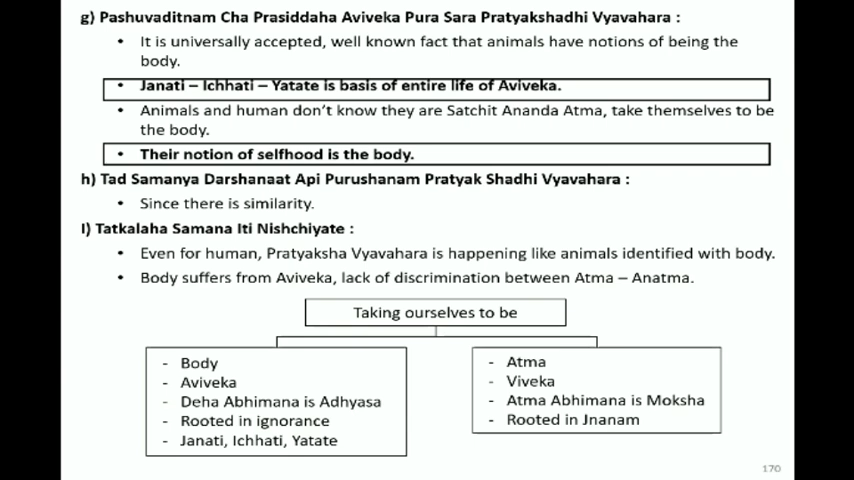 g) Pashuvaditnam Cha Prasiddaha Aviveka Pura Sara Pratyakshadhi Vyavahara :
• It is universally accepted, well known fact that animals have notions of being the
body.
• Janati – Ichhati – Yatate is basis of entire life of Aviveka.
• Animals and human don't know they are Satchit Ananda Atma, take themselves to be
the body.
• Their notion of selfhood is the body.
h) Tad Samanya Darshanaat Api Purushanam Pratyak Shadhi Vyavahara :
• Since there is similarity.
I) Tatkalaha Samana Iti Nishchiyate :
• Even for human, Pratyaksha Vyavahara is happening like animals identified with body.
• Body suffers from Aviveka, lack of discrimination between Atma – Anatma.
Taking ourselves to be
- Body
- Aviveka
- Deha Abhimana is Adhyasa
- Rooted in ignorance
- Janati, Ichhati, Yatate
- Atma
- Viveka
- Atma Abhimana is Moksha
- Rooted in Jnanam
170